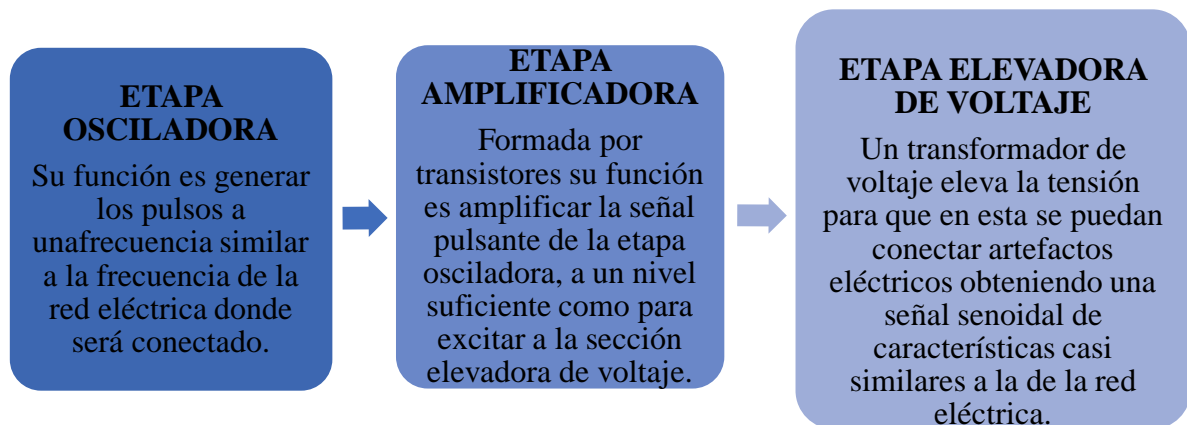 ETAPA
OSCILADORA
Su función es generar
los pulsos a
unafrecuencia similar
a la frecuencia de la
red eléctrica donde
será conectado.
ETAPA
AMPLIFICADORA
Formada por
transistores su función
es amplificar la señal
pulsante de la etapa
osciladora, a un nivel
suficiente como para
excitar a la sección
elevadora de voltaje.
ETAPA ELEVADORA
DE VOLTAJE
Un transformador de
voltaje eleva la tensión
para que en esta se puedan
conectar artefactos
eléctricos obteniendo una
señal senoidal de
características casi
similares a la de la red
eléctrica.